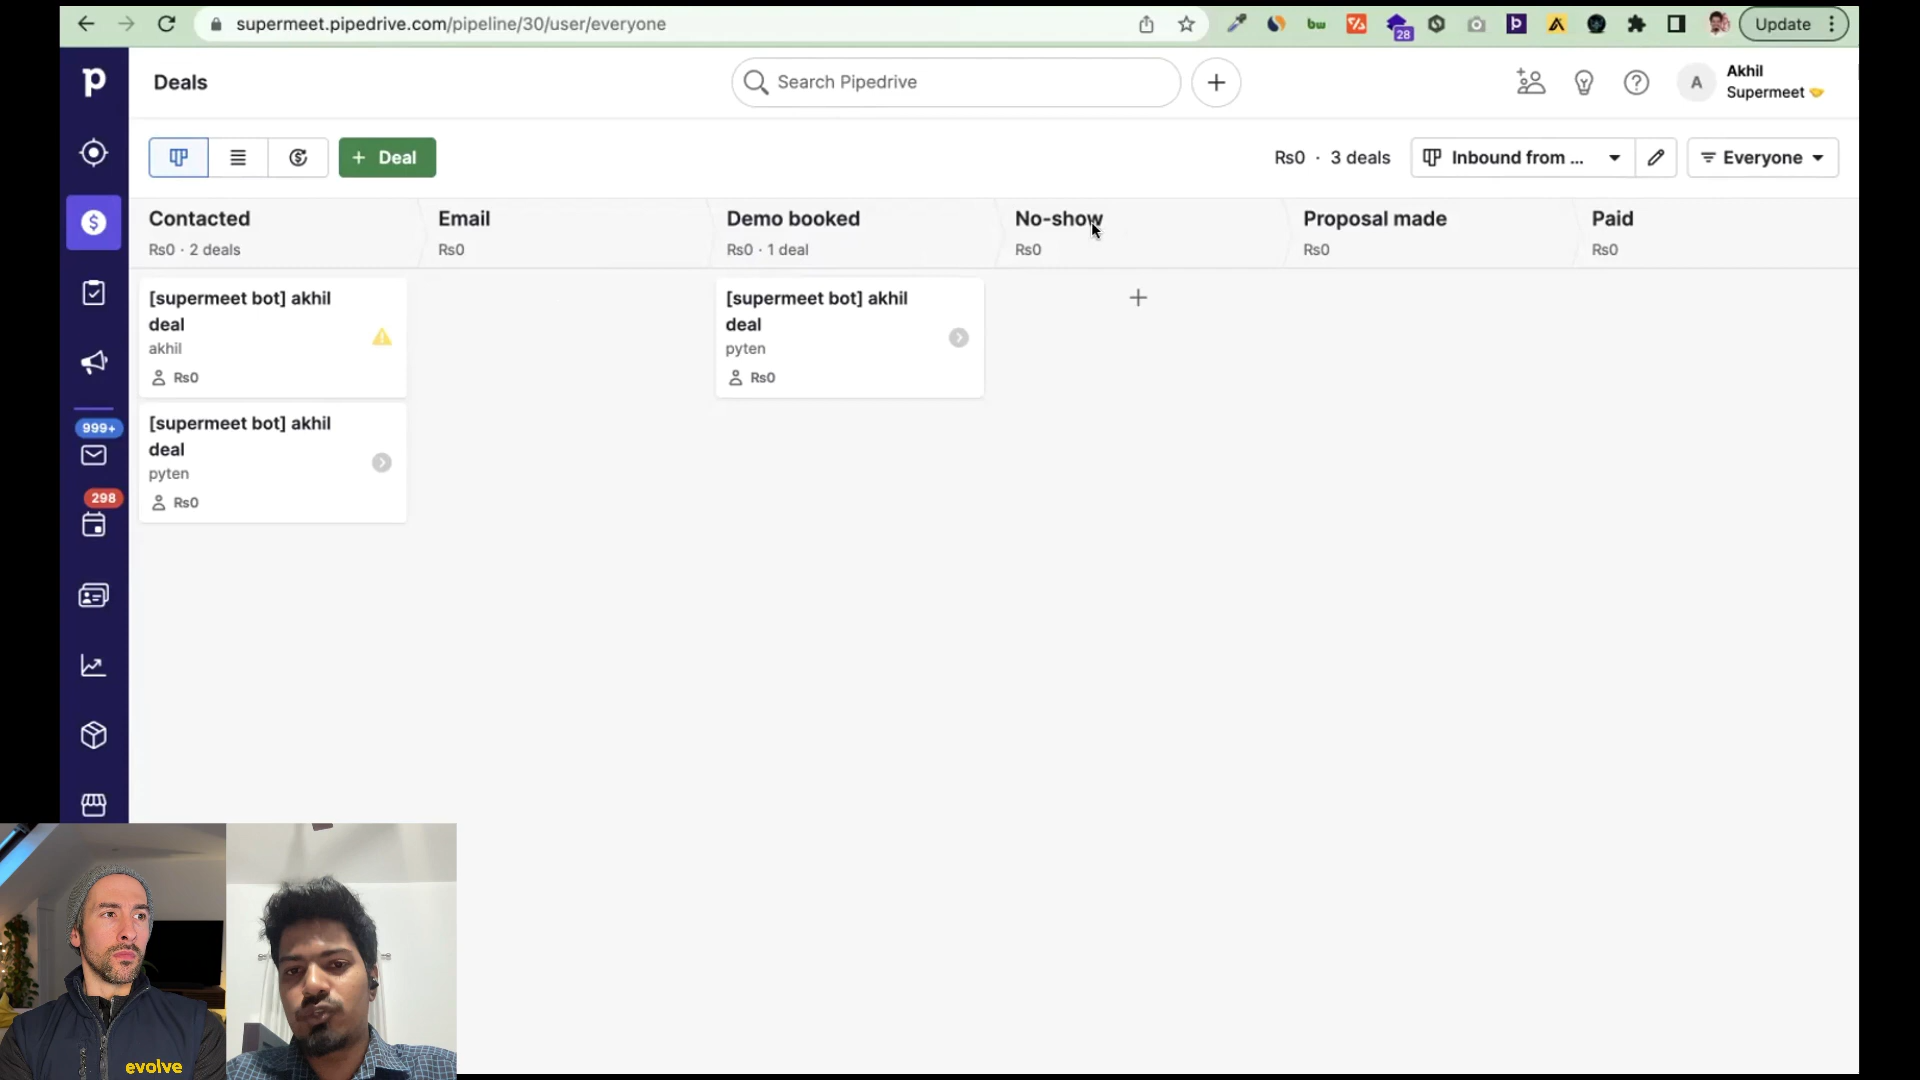 supermeet.pipedrive.com/pipeline/30/user/everyone
bw
28
Update
p
Deals
Search Pipedrive
A
Akhil
Supermeet
+ Deal
Rs0 · 3 deals
Inbound from ...
Everyone
Contacted
Rs0 · 2 deals
Email
Rs0
Demo booked
Rs0 · 1 deal
No-show
Rs0
Proposal made
Rs0
Paid
Rs0
[supermeet bot] akhil
deal
akhil
Rs0
[supermeet bot] akhil
deal
pyten
Rs0
[supermeet bot] akhil
deal
pyten
Rs0
999+
298
evolve